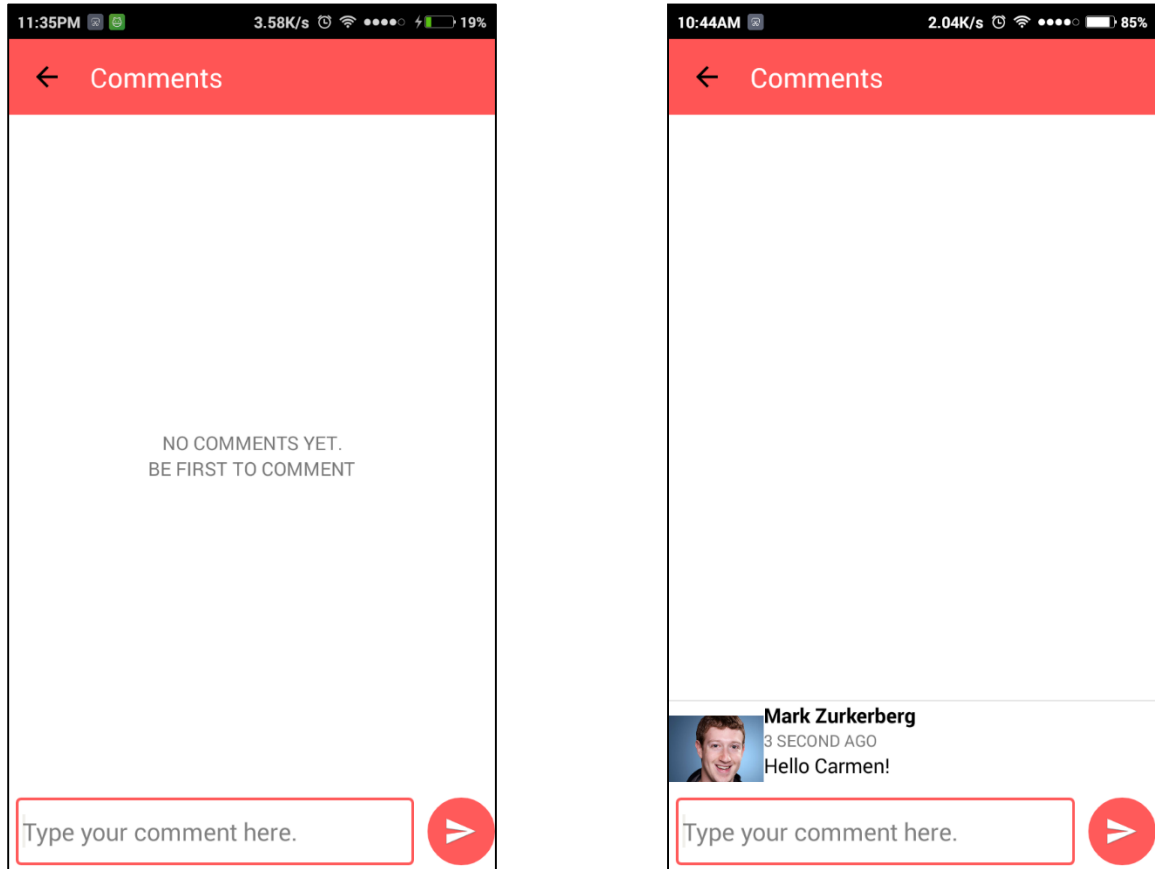 11:35PM 3.58K/s 19%
Comments
NO COMMENTS YET.
BE FIRST TO COMMENT
Type your comment here.
10:44AM 2.04K/s 85%
Comments
Mark Zurkerberg
3 SECOND AGO
Hello Carmen!
Type your comment here.